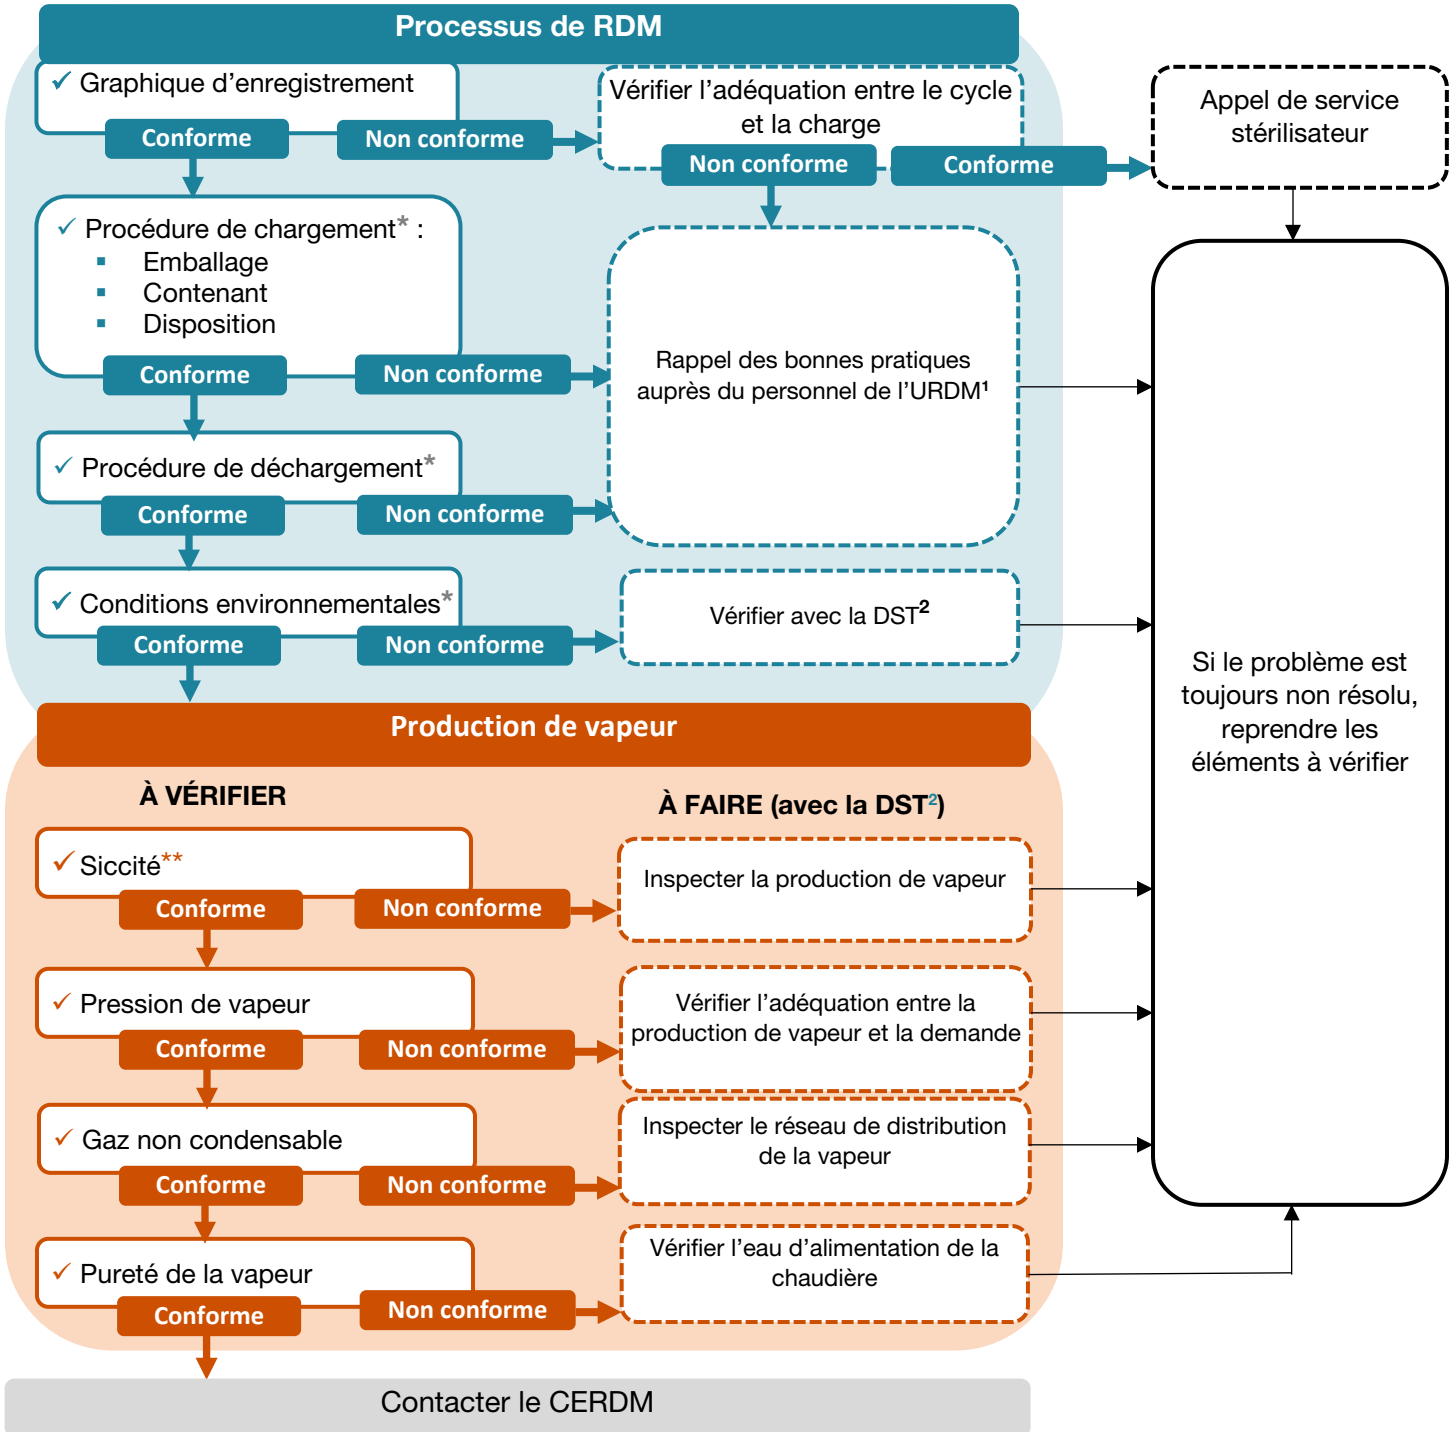 Processus de RDM
✓ Graphique d'enregistrement
Conforme
Non conforme
Vérifier l'adéquation entre le cycle
et la charge
Non conforme
Conforme
Appel de service
stérilisateur
✓ Procédure de chargement* :
▪ Emballage
▪ Contenant
▪ Disposition
Conforme
Non conforme
Rappel des bonnes pratiques
auprès du personnel de l'URDM¹
✓ Procédure de déchargement*
Conforme
Non conforme
✓ Conditions environnementales*
Conforme
Non conforme
Vérifier avec la DST²
Si le problème est
toujours non résolu,
reprendre les
éléments à vérifier
Production de vapeur
À VÉRIFIER
À FAIRE (avec la DST²)
✓ Siccité**
Conforme
Non conforme
Inspecter la production de vapeur
✓ Pression de vapeur
Conforme
Non conforme
Vérifier l'adéquation entre la
production de vapeur et la demande
✓ Gaz non condensable
Conforme
Non conforme
Inspecter le réseau de distribution
de la vapeur
✓ Pureté de la vapeur
Conforme
Non conforme
Vérifier l'eau d'alimentation de la
chaudière
Contacter le CERDM